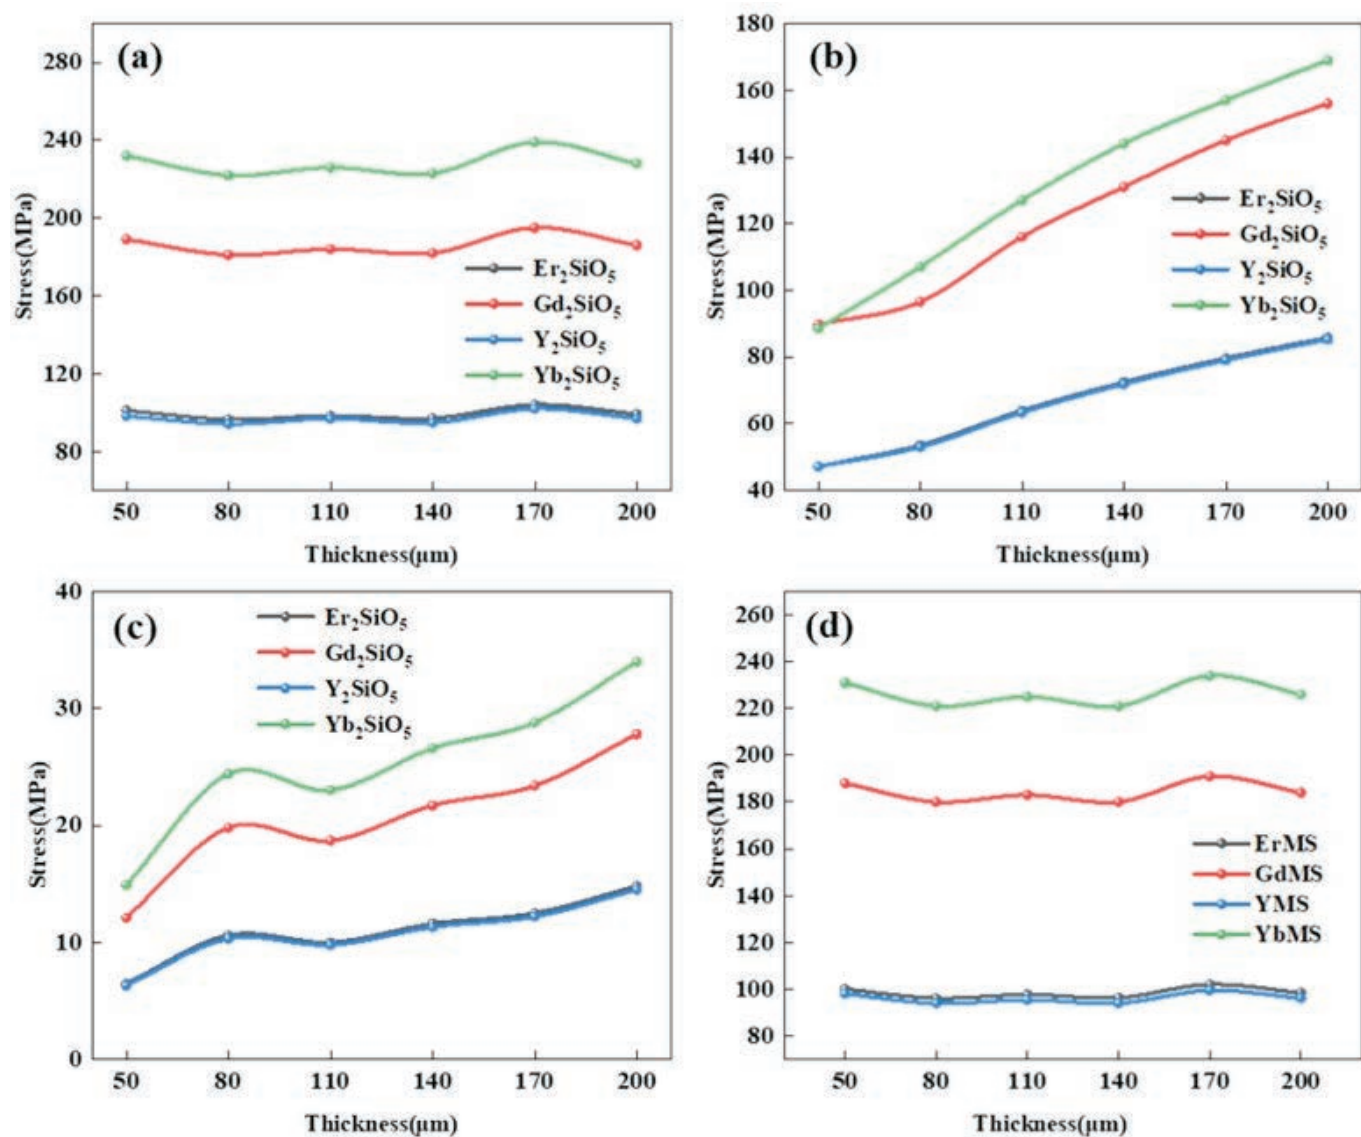 (a)
280
240
200
160
120
80
Stress(MPa)
Er₂SiO₅
Gd₂SiO₅
Y₂SiO₅
Yb₂SiO₅
50 80 110 140 170 200
Thickness(μm)
(b)
180
160
140
120
100
80
60
40
Stress(MPa)
Er₂SiO₅
Gd₂SiO₅
Y₂SiO₅
Yb₂SiO₅
50 80 110 140 170 200
Thickness(μm)
(c)
40
30
20
10
0
Stress(MPa)
Er₂SiO₅
Gd₂SiO₅
Y₂SiO₅
Yb₂SiO₅
50 80 110 140 170 200
Thickness(μm)
(d)
260
240
220
200
180
160
140
120
100
80
Stress(MPa)
ErMS
GdMS
YMS
YbMS
50 80 110 140 170 200
Thickness(μm)